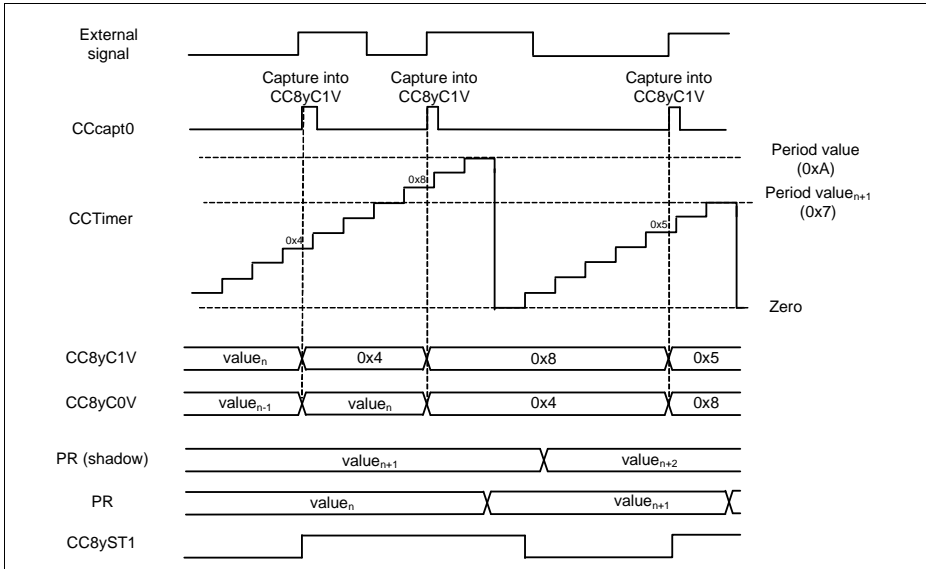 External
signal
Capture into
CC8yC1V
Capture into
CC8yC1V
Capture into
CC8yC1V
CCcapt0
Period value
(0xA)
0x8
Period valuen+1
(0x7)
CCTimer
0x4
0x5
Zero
CC8yC1V valuen 0x4 0x8 0x5
CC8yC0V valuen-1 valuen 0x4 0x8
PR (shadow) valuen+1 valuen+2
PR valuen valuen+1
CC8yST1